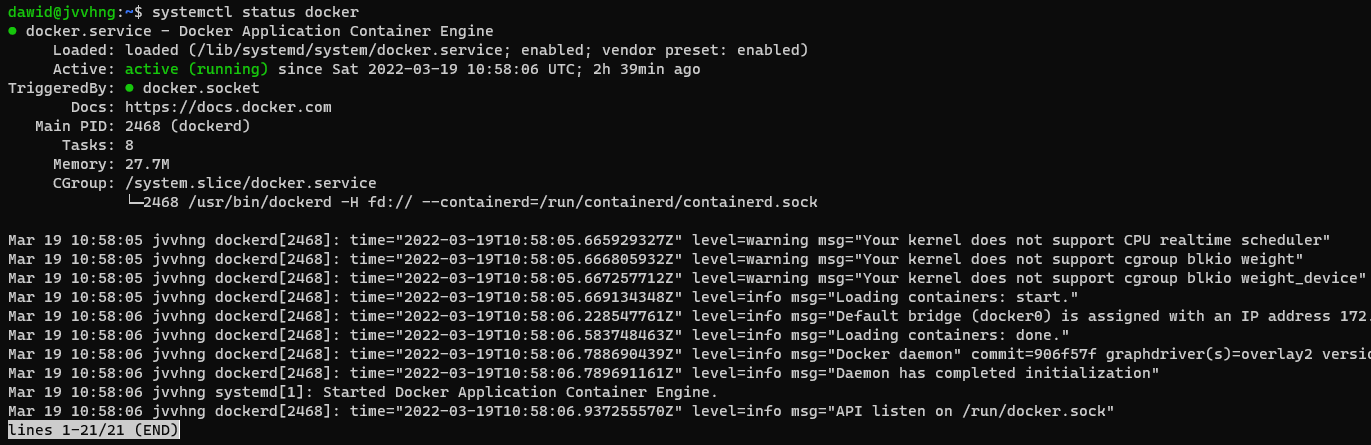 dawid@jvvhng:~$ systemctl status docker
● docker.service - Docker Application Container Engine
     Loaded: loaded (/lib/systemd/system/docker.service; enabled; vendor preset: enabled)
     Active: active (running) since Sat 2022-03-19 10:58:06 UTC; 2h 39min ago
TriggeredBy: ● docker.socket
       Docs: https://docs.docker.com
   Main PID: 2468 (dockerd)
      Tasks: 8
     Memory: 27.7M
     CGroup: /system.slice/docker.service
             └─2468 /usr/bin/dockerd -H fd:// --containerd=/run/containerd/containerd.sock
Mar 19 10:58:05 jvvhng dockerd[2468]: time="2022-03-19T10:58:05.665929327Z" level=warning msg="Your kernel does not support CPU realtime scheduler"
Mar 19 10:58:05 jvvhng dockerd[2468]: time="2022-03-19T10:58:05.666805932Z" level=warning msg="Your kernel does not support cgroup blkio weight"
Mar 19 10:58:05 jvvhng dockerd[2468]: time="2022-03-19T10:58:05.667257712Z" level=warning msg="Your kernel does not support cgroup blkio weight_device"
Mar 19 10:58:05 jvvhng dockerd[2468]: time="2022-03-19T10:58:05.669134348Z" level=info msg="Loading containers: start."
Mar 19 10:58:06 jvvhng dockerd[2468]: time="2022-03-19T10:58:06.228547761Z" level=info msg="Default bridge (docker0) is assigned with an IP address 172.
Mar 19 10:58:06 jvvhng dockerd[2468]: time="2022-03-19T10:58:06.583748463Z" level=info msg="Loading containers: done."
Mar 19 10:58:06 jvvhng dockerd[2468]: time="2022-03-19T10:58:06.788690439Z" level=info msg="Docker daemon" commit=906f57f graphdriver(s)=overlay2 versio
Mar 19 10:58:06 jvvhng dockerd[2468]: time="2022-03-19T10:58:06.789691161Z" level=info msg="Daemon has completed initialization"
Mar 19 10:58:06 jvvhng systemd[1]: Started Docker Application Container Engine.
Mar 19 10:58:06 jvvhng dockerd[2468]: time="2022-03-19T10:58:06.937255570Z" level=info msg="API listen on /run/docker.sock"
lines 1-21/21 (END)